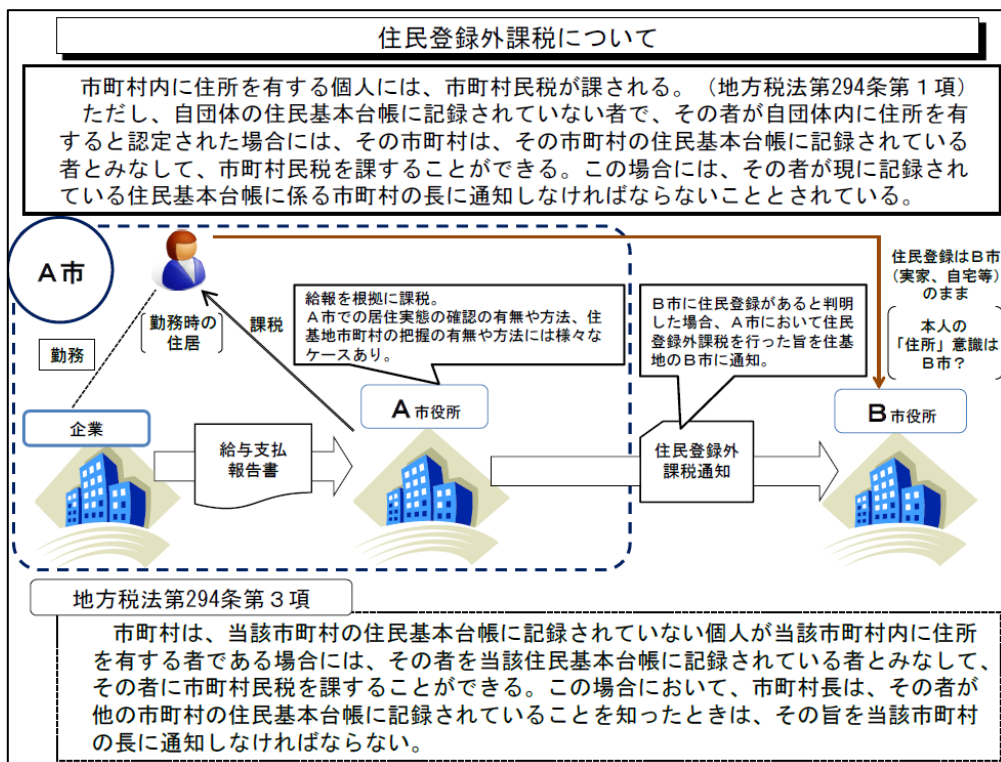 住民登録外課税について
市町村内に住所を有する個人には、市町村民税が課される。（地方税法第294条第１項）
ただし、自団体の住民基本台帳に記録されていない者で、その者が自団体内に住所を有
すると認定された場合には、その市町村は、その市町村の住民基本台帳に記録されている
者とみなして、市町村民税を課することができる。この場合には、その者が現に記録され
ている住民基本台帳に係る市町村の長に通知しなければならないこととされている。
Ａ市
勤務時の
住居
課税
勤務
給報を根拠に課税。
Ａ市での居住実態の確認の有無や方法、住
基地市町村の把握の有無や方法には様々な
ケースあり。
Ｂ市に住民登録があると判明
した場合、Ａ市において住民
登録外課税を行った旨を住基
地のＢ市に通知。
住民登録はＢ市
（実家、自宅等）
のまま
本人の
「住所」意識は
Ｂ市？
企業
給与支払
報告書
Ａ市役所
住民登録外
課税通知
Ｂ市役所
地方税法第294条第３項
市町村は、当該市町村の住民基本台帳に記録されていない個人が当該市町村内に住所
を有する者である場合には、その者を当該住民基本台帳に記録されている者とみなして、
その者に市町村民税を課することができる。この場合において、市町村長は、その者が
他の市町村の住民基本台帳に記録されていることを知ったときは、その旨を当該市町村
の長に通知しなければならない。